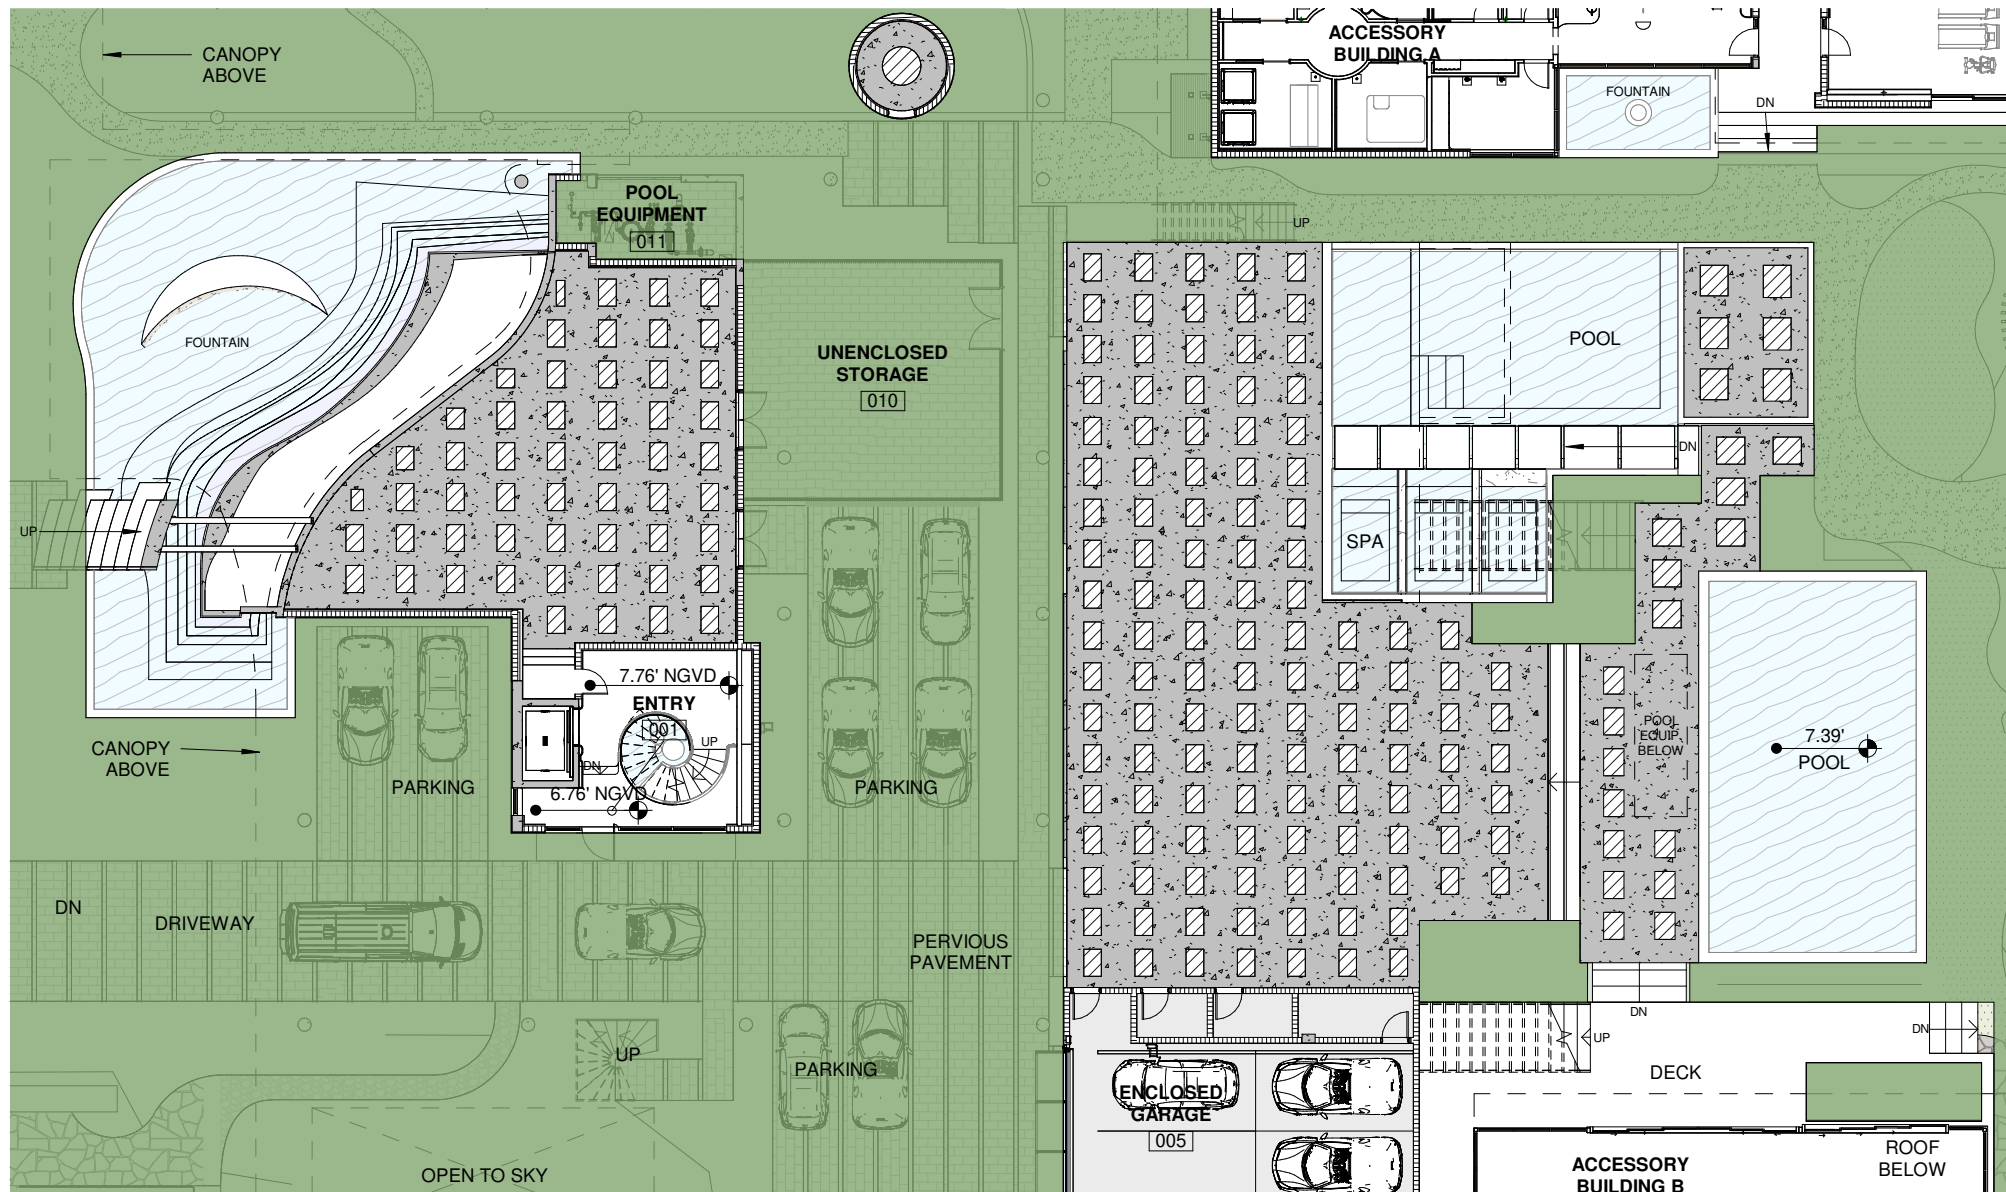 CANOPY
ABOVE
ACCESSORY
BUILDING A
FOUNTAIN
DN
POOL
EQUIPMENT
011
UP
FOUNTAIN
UNENCLOSED
STORAGE
010
POOL
DN
UP
SPA
7.76' NGVD
ENTRY
001
UP
DN
6.76' NGVD
CANOPY
ABOVE
PARKING
PARKING
POOL
EQUIP
BELOW
7.39'
POOL
DN
DRIVEWAY
PERVIOUS
PAVEMENT
DN
DN
UP
UP
PARKING
DECK
ENCLOSED
GARAGE
005
OPEN TO SKY
ACCESSORY
BUILDING B
ROOF
BELOW